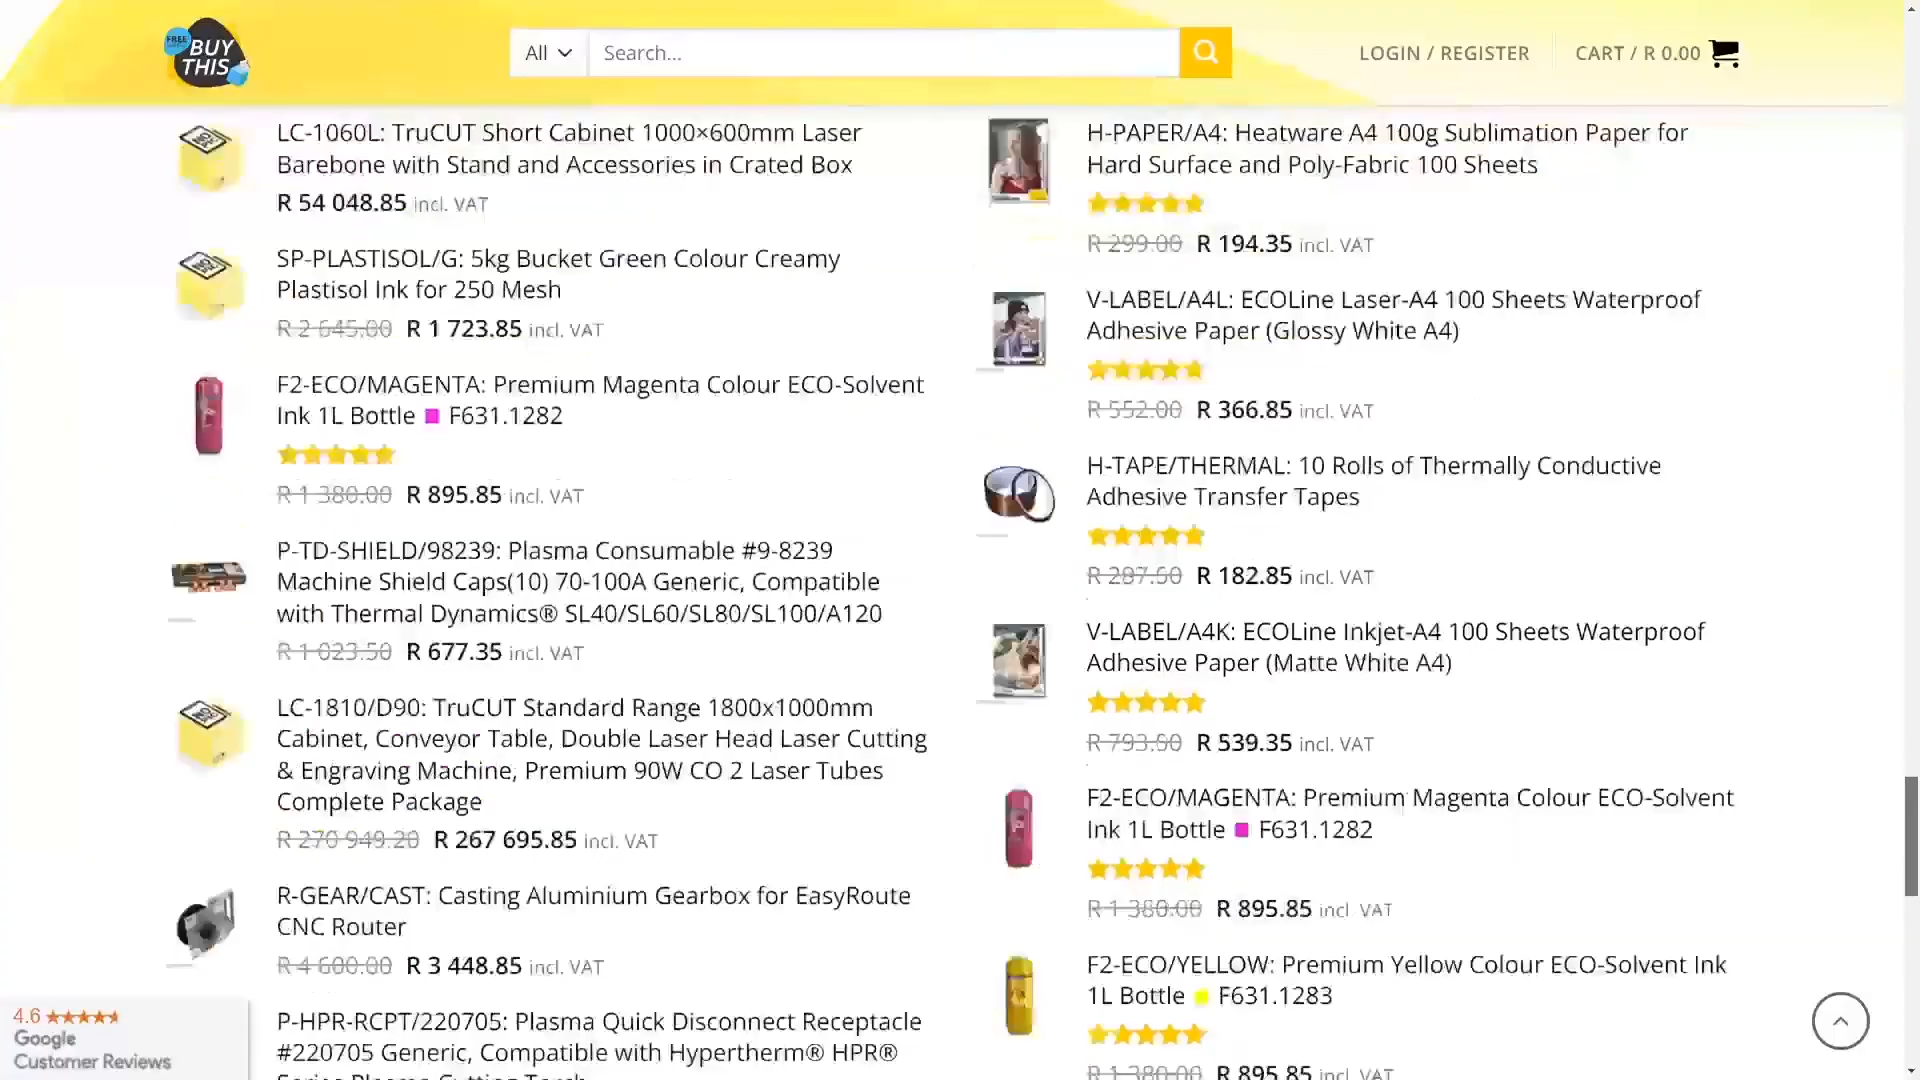 FREE
BUY
THIS
All
Search...
LOGIN / REGISTER
CART / R 0.00
LC-1060L: TruCUT Short Cabinet 1000×600mm Laser
Barebone with Stand and Accessories in Crated Box
R 54 048.85 incl. VAT
SP-PLASTISOL/G: 5kg Bucket Green Colour Creamy
Plastisol Ink for 250 Mesh
R 2 645.00 R 1 723.85 incl. VAT
F2-ECO/MAGENTA: Premium Magenta Colour ECO-Solvent
Ink 1L Bottle F631.1282
R 1 380.00 R 895.85 incl. VAT
P-TD-SHIELD/98239: Plasma Consumable #9-8239
Machine Shield Caps(10) 70-100A Generic, Compatible
with Thermal Dynamics® SL40/SL60/SL80/SL100/A120
R 1 023.50 R 677.35 incl. VAT
LC-1810/D90: TruCUT Standard Range 1800x1000mm
Cabinet, Conveyor Table, Double Laser Head Laser Cutting
& Engraving Machine, Premium 90W CO 2 Laser Tubes
Complete Package
R 270 949.20 R 267 695.85 incl. VAT
R-GEAR/CAST: Casting Aluminium Gearbox for EasyRoute
CNC Router
R 4 600.00 R 3 448.85 incl. VAT
P-HPR-RCPT/220705: Plasma Quick Disconnect Receptacle
#220705 Generic, Compatible with Hypertherm® HPR®
H-PAPER/A4: Heatware A4 100g Sublimation Paper for
Hard Surface and Poly-Fabric 100 Sheets
R 299.00 R 194.35 incl. VAT
V-LABEL/A4L: ECOLine Laser-A4 100 Sheets Waterproof
Adhesive Paper (Glossy White A4)
R 552.00 R 366.85 incl. VAT
H-TAPE/THERMAL: 10 Rolls of Thermally Conductive
Adhesive Transfer Tapes
R 287.50 R 182.85 incl. VAT
V-LABEL/A4K: ECOLine Inkjet-A4 100 Sheets Waterproof
Adhesive Paper (Matte White A4)
R 793.50 R 539.35 incl. VAT
F2-ECO/MAGENTA: Premium Magenta Colour ECO-Solvent
Ink 1L Bottle F631.1282
R 1 380.00 R 895.85 incl. VAT
F2-ECO/YELLOW: Premium Yellow Colour ECO-Solvent Ink
1L Bottle F631.1283
R 1 380.00 R 895.85 incl. VAT
4.6
Google
Customer Reviews